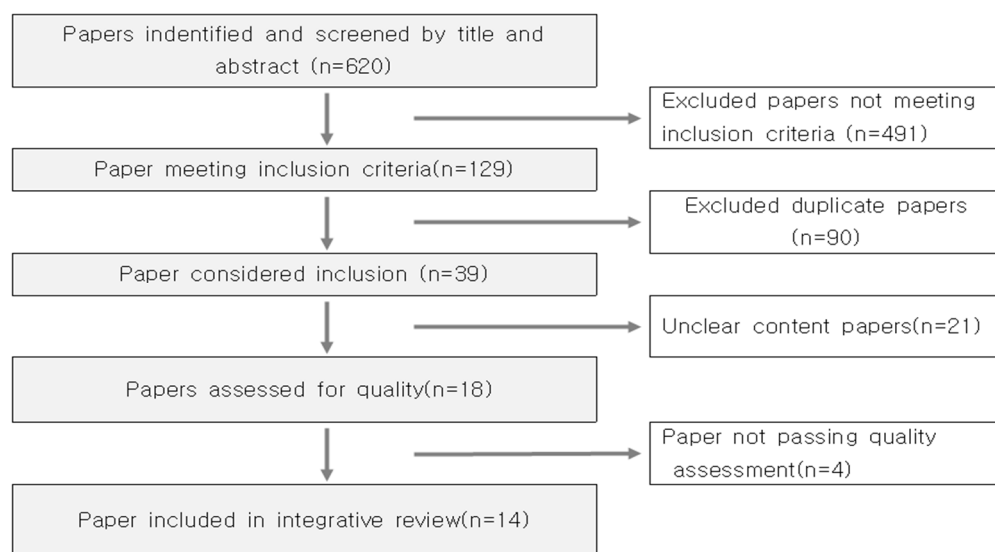 Papers indentified and screened by title and
abstract (n=620)
Excluded papers not meeting
inclusion criteria (n=491)
Paper meeting inclusion criteria(n=129)
Excluded duplicate papers
(n=90)
Paper considered inclusion (n=39)
Unclear content papers(n=21)
Papers assessed for quality(n=18)
Paper not passing quality
assessment(n=4)
Paper included in integrative review(n=14)